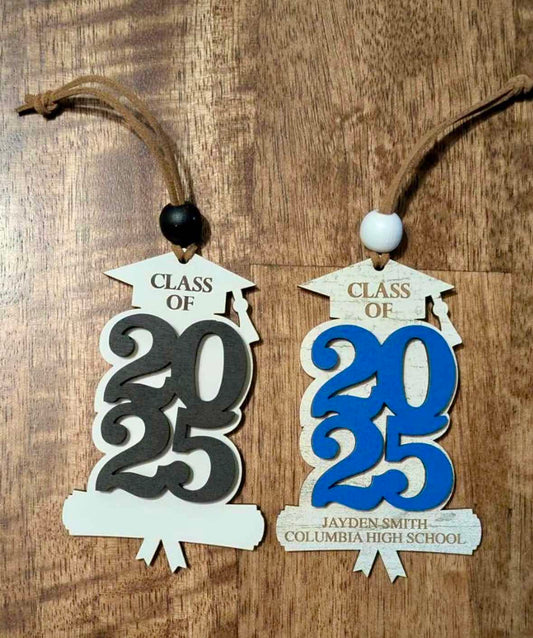 CLASS
OF
20
25
CLASS
OF
20
25
JAYDEN SMITH
COLUMBIA HIGH SCHOOL